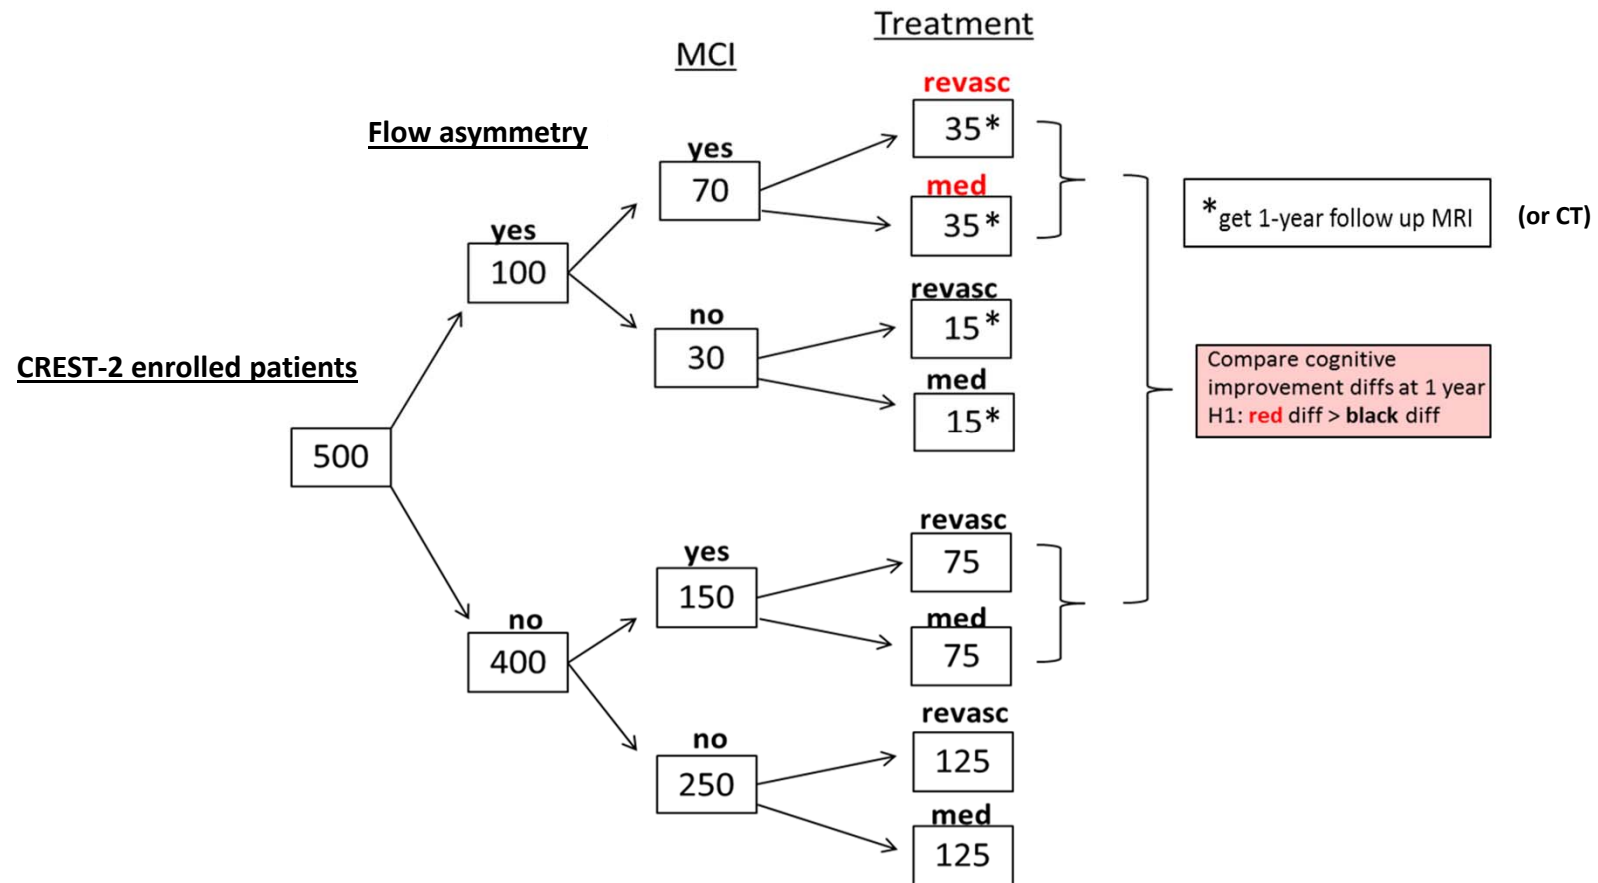 Treatment
MCI
revasc
Flow asymmetry
35*
yes
70
med
35*
yes
100
*get 1-year follow up MRI
(or CT)
revasc
no
15*
30
CREST-2 enrolled patients
med
15*
Compare cognitive
improvement diffs at 1 year
H1: red diff > black diff
500
revasc
yes
75
150
med
no
75
400
revasc
no
125
250
med
125